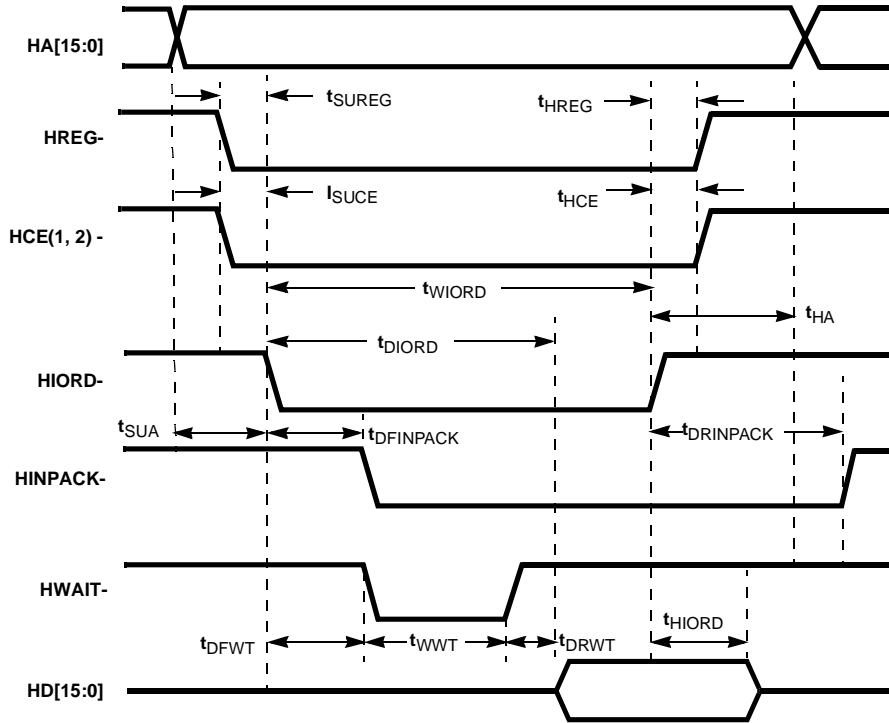 HA[15:0]
tSUREG
tHREG
HREG-
lSUCE
tHCE
HCE(1, 2) -
tWIORD
tHA
tDIORD
HIORD-
tSUA
tDFINPACK
tDRINPACK
HINPACK-
HWAIT-
tHIORD
tDFWT
tWWT
tDRWT
HD[15:0]